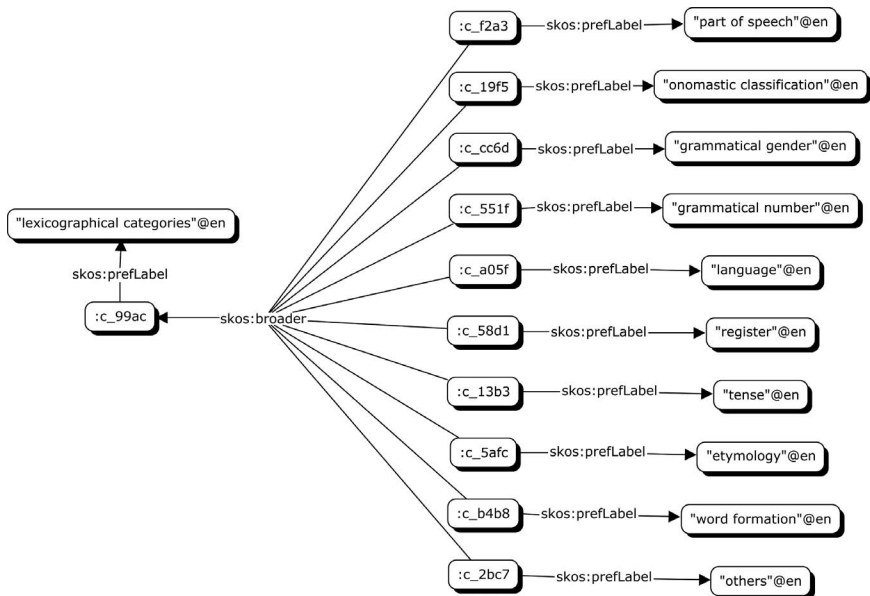 :c_f2a3
skos:prefLabel
"part of speech"@en
:c_19f5
skos:prefLabel
"onomastic classification"@en
:c_cc6d
skos:prefLabel
"grammatical gender"@en
:c_551f
skos:prefLabel
"grammatical number"@en
"lexicographical categories"@en
skos:prefLabel
:c_99ac
skos:broader
:c_a05f
skos:prefLabel
"language"@en
:c_58d1
skos:prefLabel
"register"@en
:c_13b3
skos:prefLabel
"tense"@en
:c_5afc
skos:prefLabel
"etymology"@en
:c_b4b8
skos:prefLabel
"word formation"@en
:c_2bc7
skos:prefLabel
"others"@en